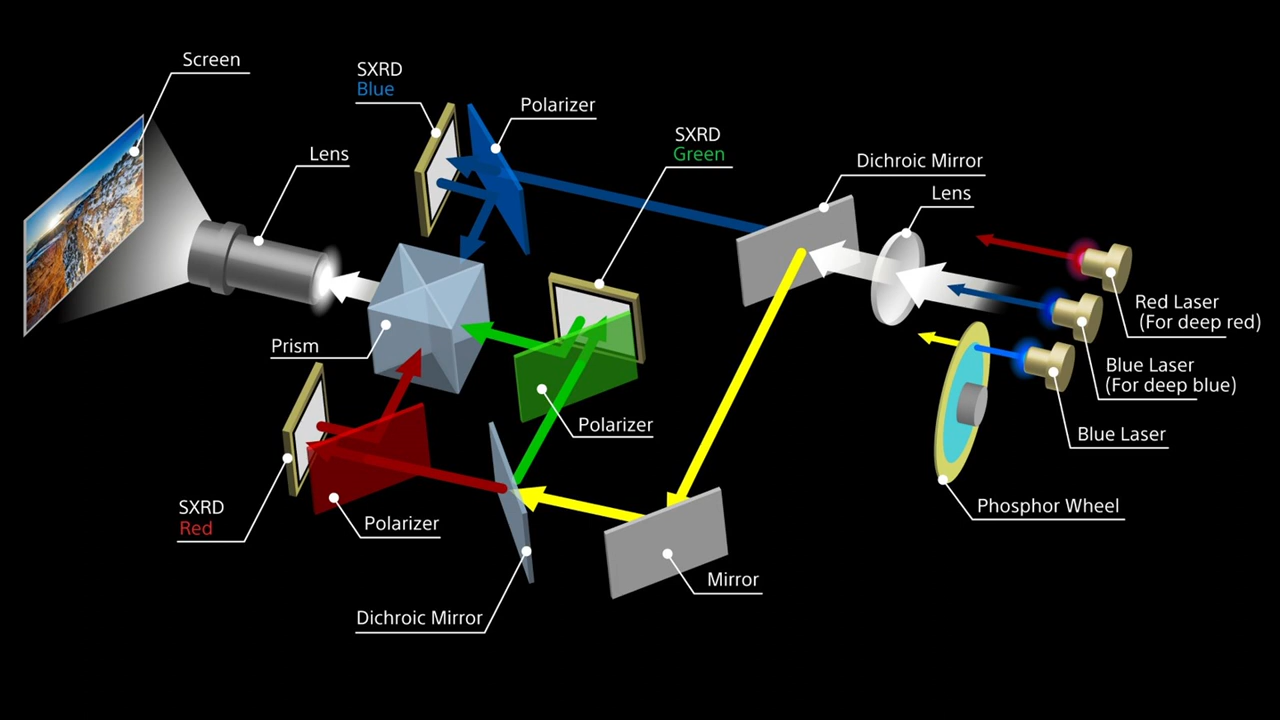 Screen
SXRD
Blue
Polarizer
Lens
SXRD
Green
Dichroic Mirror
Lens
Red Laser
(For deep red)
Prism
Blue Laser
(For deep blue)
Polarizer
Blue Laser
SXRD
Red
Polarizer
Phosphor Wheel
Mirror
Dichroic Mirror